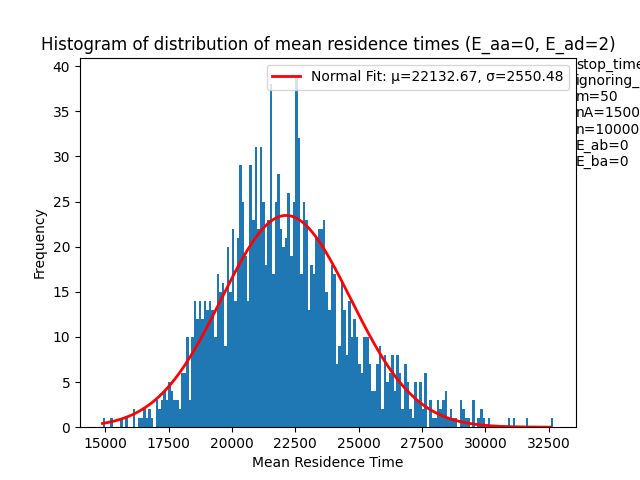 Histogram of distribution of mean residence times (E_aa=0, E_ad=2)
Normal Fit: μ=22132.67, σ=2550.48
stop_time
ignoring_
m=50
nA=1500
n=10000
E_ab=0
E_ba=0
40
35
30
25
20
15
10
5
0
Frequency
15000 17500 20000 22500 25000 27500 30000 32500
Mean Residence Time